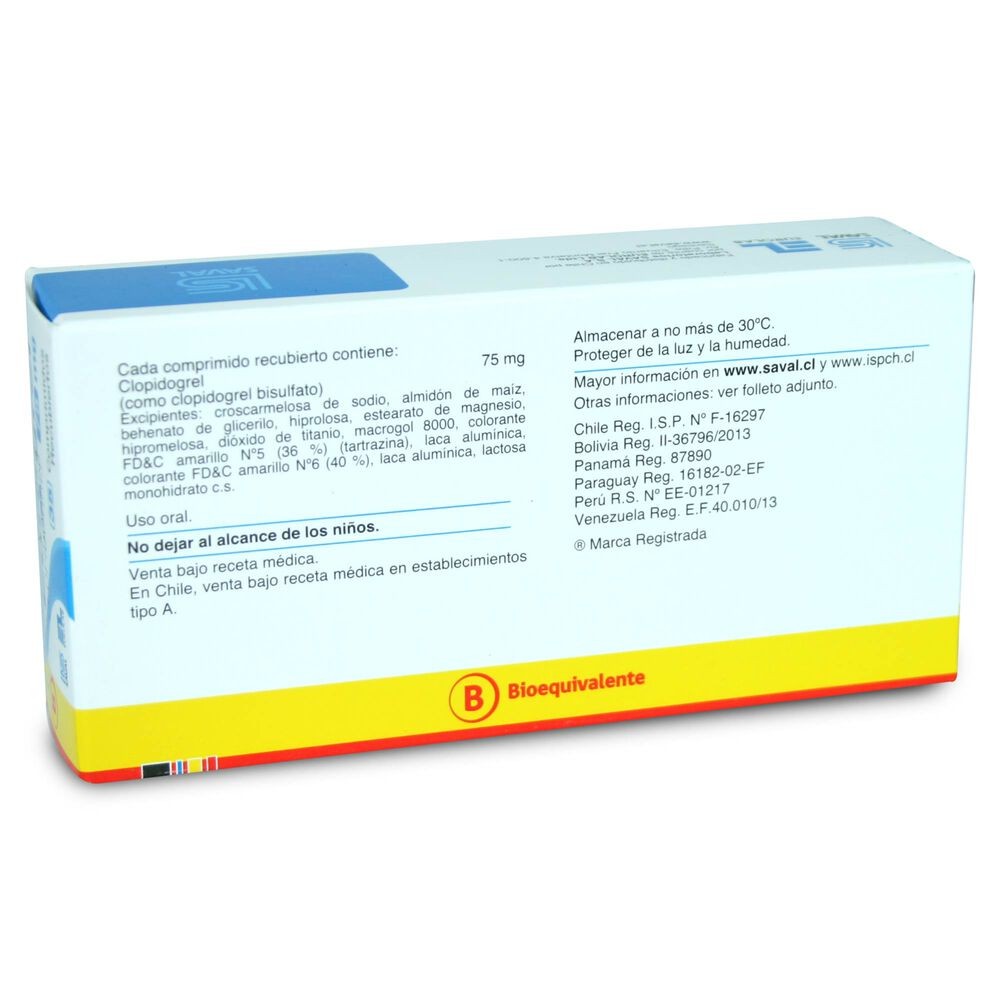 SAVAL
SAVAL
EUROLAB
Cada comprimido recubierto contiene:
Clopidogrel 75 mg
(como clopidogrel bisulfato)
Excipientes: croscarmelosa de sodio, almidón de maíz,
behenato de glicerilo, hiprolosa, estearato de magnesio,
hipromelosa, dióxido de titanio, macrogol 8000, colorante
FD&C amarillo N°5 (36 %) (tartrazina), laca alumínica,
colorante FD&C amarillo Nº6 (40 %), laca alumínica, lactosa
monohidrato c.s.
Uso oral.
No dejar al alcance de los niños.
Venta bajo receta médica.
En Chile, venta bajo receta médica en establecimientos
tipo A.
Almacenar a no más de 30ºC.
Proteger de la luz y la humedad.
Mayor información en www.saval.cl y www.ispch.cl
Otras informaciones: ver folleto adjunto.
Chile Reg. I.S.P. Nº F-16297
Bolivia Reg. II-36796/2013
Panamá Reg. 87890
Paraguay Reg. 16182-02-EF
Perú R.S. Nº EE-01217
Venezuela Reg. E.F.40.010/13
® Marca Registrada
B Bioequivalente